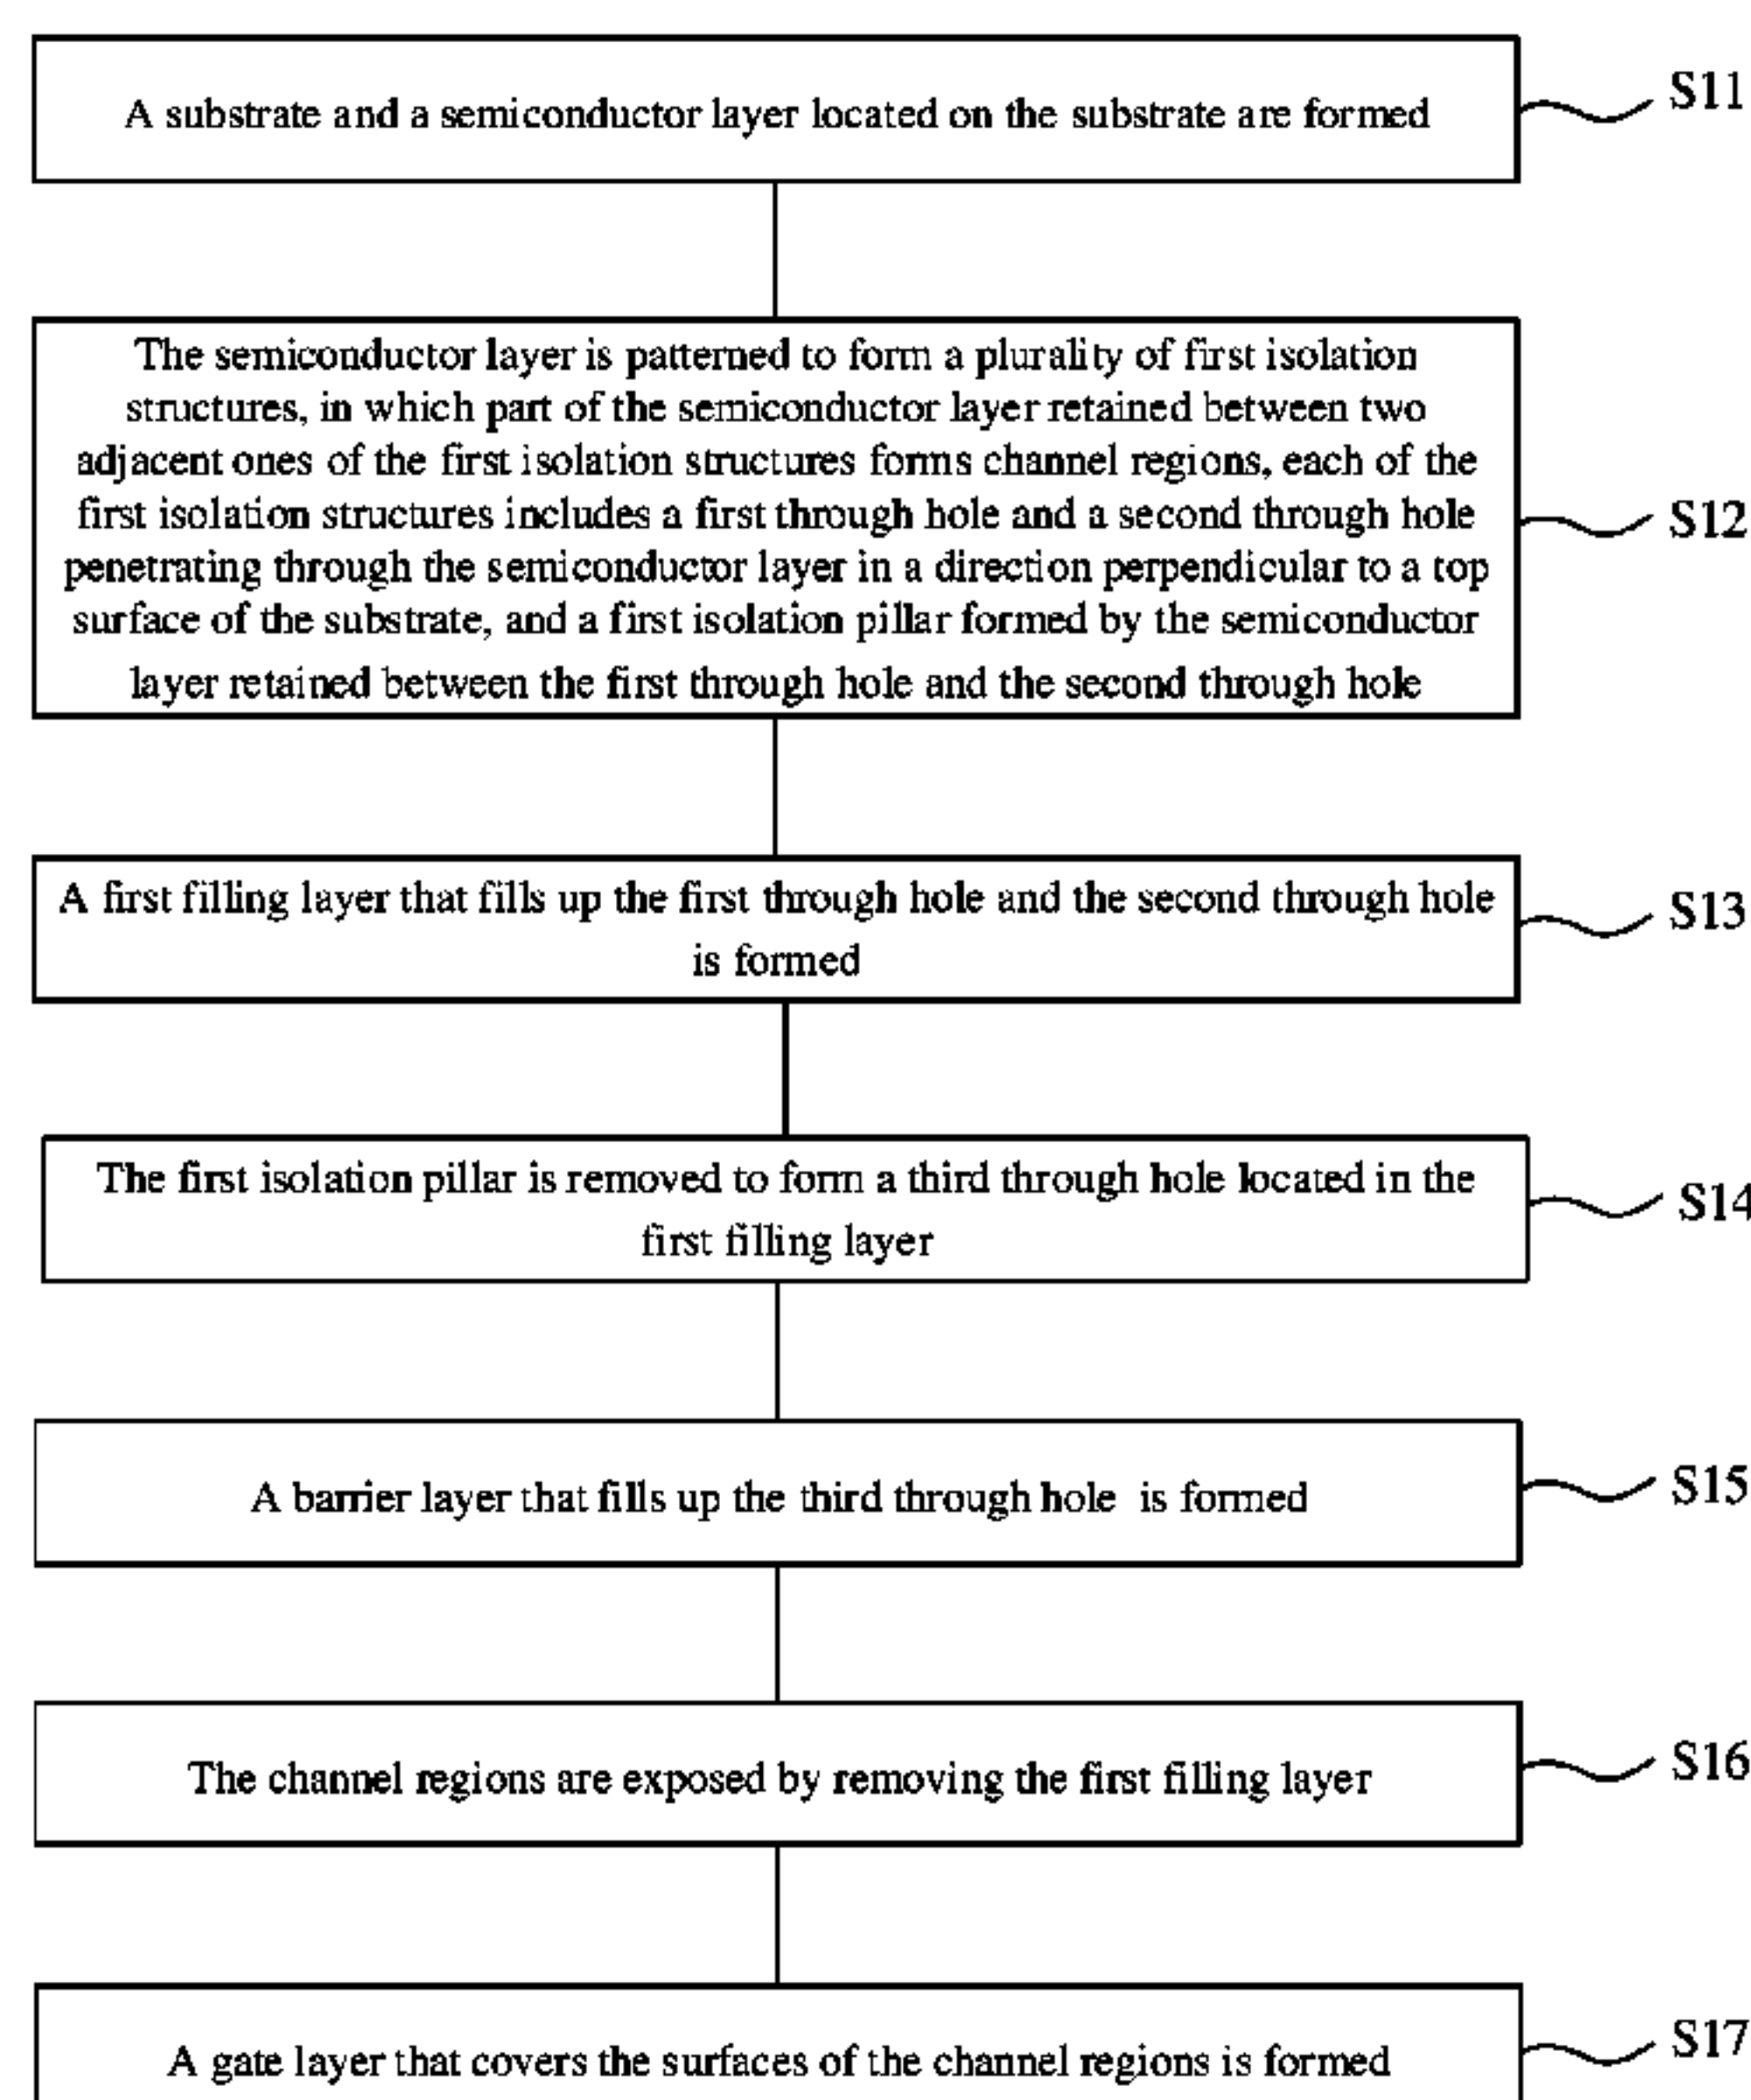 A substrate and a semiconductor layer located on the substrate are formed
S11
The semiconductor layer is patterned to form a plurality of first isolation
structures, in which part of the semiconductor layer retained between two
adjacent ones of the first isolation structures forms channel regions, each of the
first isolation structures includes a first through hole and a second through hole
penetrating through the semiconductor layer in a direction perpendicular to a top
surface of the substrate, and a first isolation pillar formed by the semiconductor
layer retained between the first through hole and the second through hole
S12
A first filling layer that fills up the first through hole and the second through hole
is formed
S13
The first isolation pillar is removed to form a third through hole located in the
first filling layer
S14
A barrier layer that fills up the third through hole is formed
S15
The channel regions are exposed by removing the first filling layer
S16
A gate layer that covers the surfaces of the channel regions is formed
S17